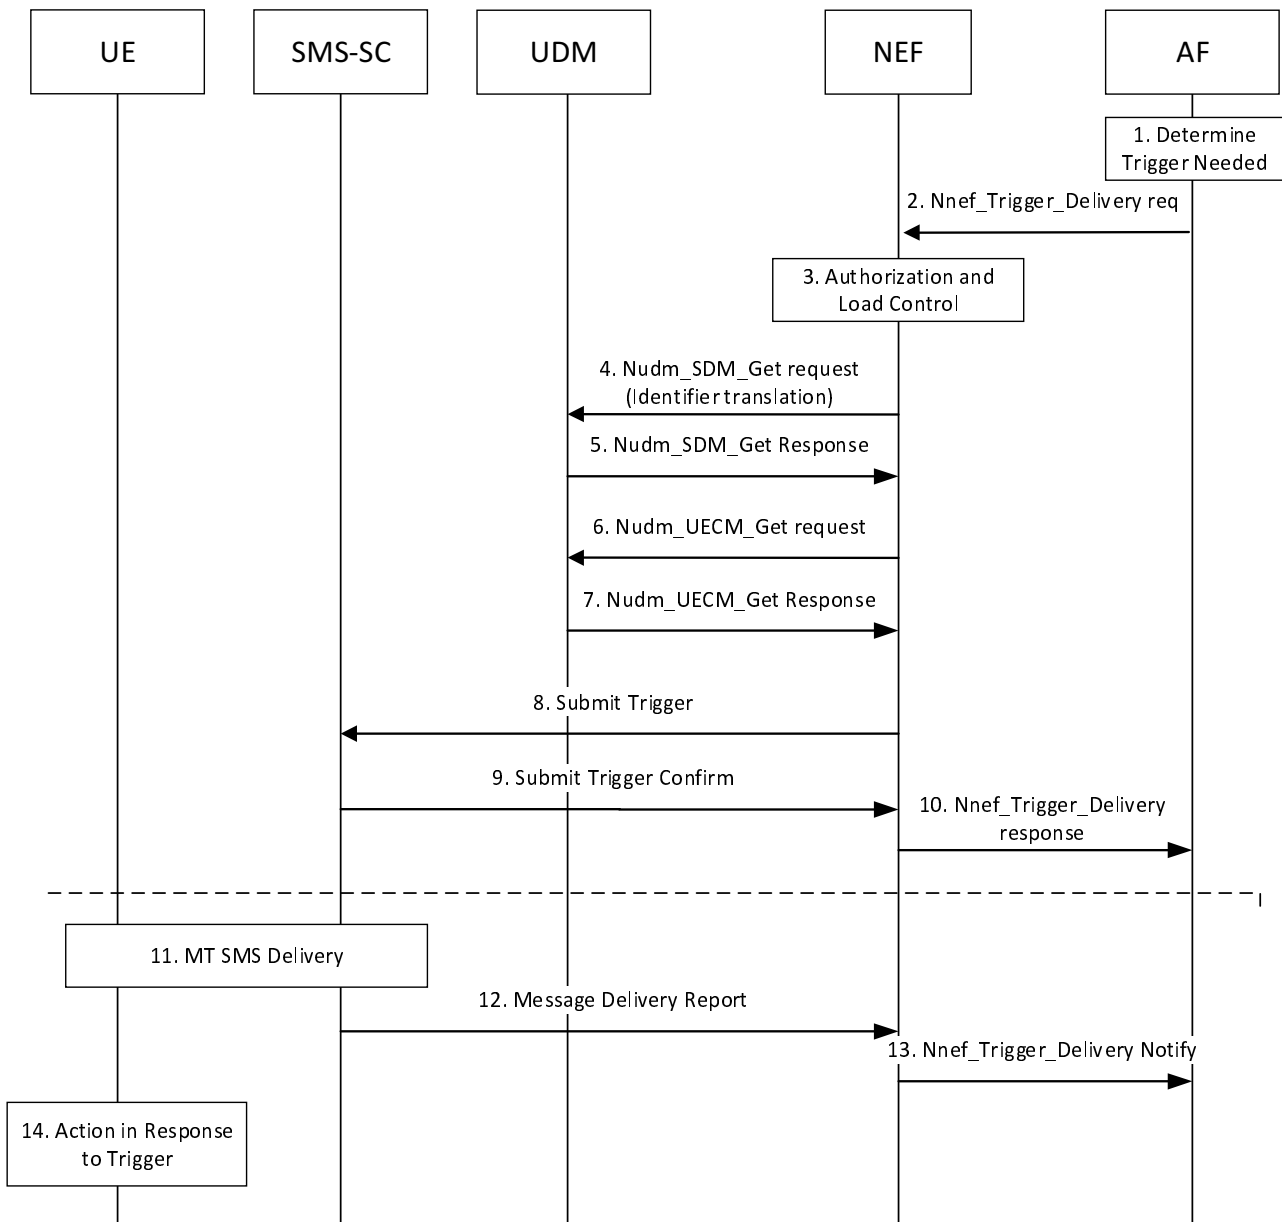 UE
SMS-SC
UDM
NEF
AF
1. Determine
Trigger Needed
2. Nnef_Trigger_Delivery req
3. Authorization and
Load Control
4. Nudm_SDM_Get request
(Identifier translation)
5. Nudm_SDM_Get Response
6. Nudm_UECM_Get request
7. Nudm_UECM_Get Response
8. Submit Trigger
9. Submit Trigger Confirm
10. Nnef_Trigger_Delivery
response
11. MT SMS Delivery
12. Message Delivery Report
13. Nnef_Trigger_Delivery Notify
14. Action in Response
to Trigger